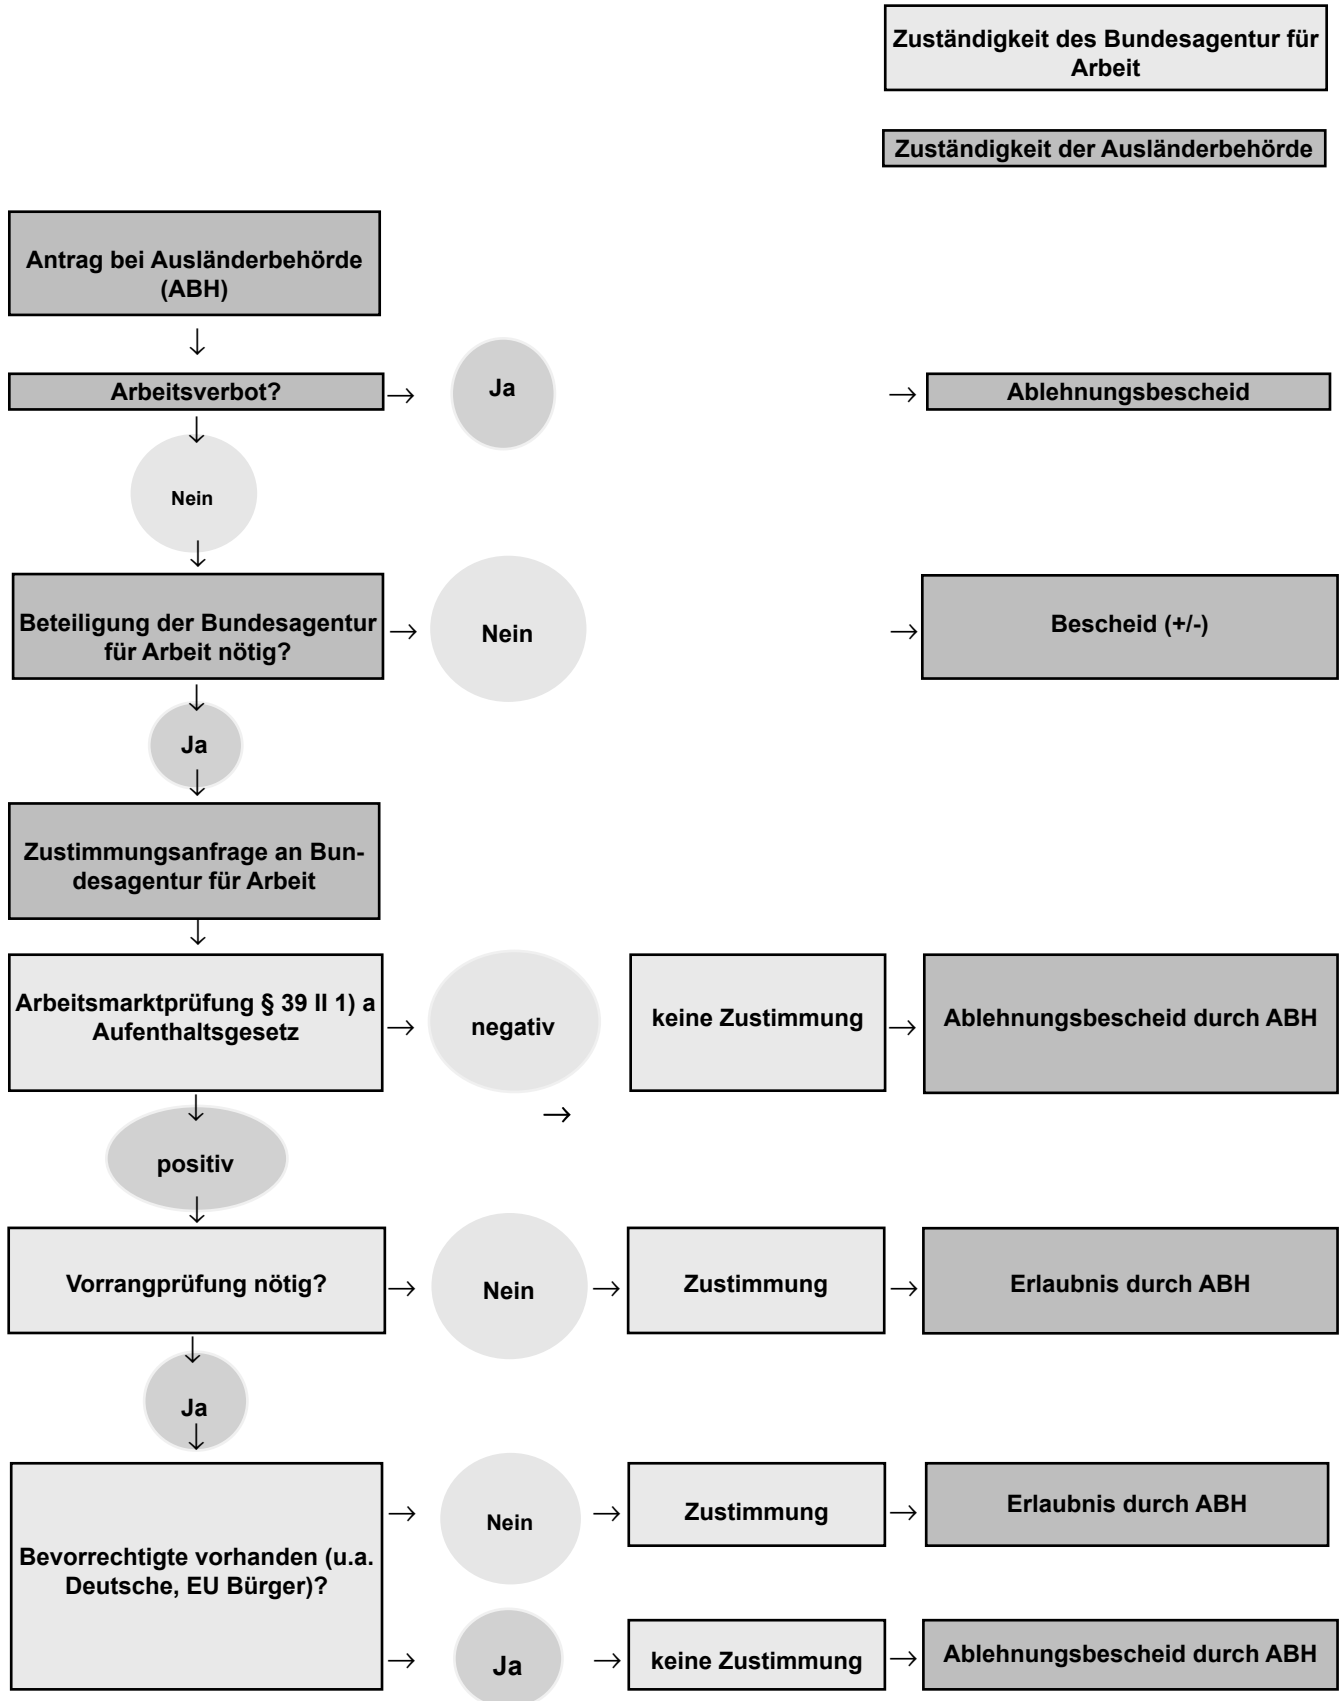 Zuständigkeit des Bundesagentur für
Arbeit
Zuständigkeit der Ausländerbehörde
Antrag bei Ausländerbehörde
(ABH)
↓
Arbeitsverbot?
→
Ja
→
Ablehnungsbescheid
↓
Nein
↓
Beteiligung der Bundesagentur
für Arbeit nötig?
→
Nein
→
Bescheid (+/-)
↓
Ja
↓
Zustimmungsanfrage an Bun-
desagentur für Arbeit
↓
Arbeitsmarktprüfung § 39 II 1) a
Aufenthaltsgesetz
→
negativ
→
keine Zustimmung
→
Ablehnungsbescheid durch ABH
↓
positiv
↓
Vorrangprüfung nötig?
→
Nein
→
Zustimmung
→
Erlaubnis durch ABH
↓
Ja
↓
Bevorrechtigte vorhanden (u.a.
Deutsche, EU Bürger)?
→
Nein
→
Zustimmung
→
Erlaubnis durch ABH
→
Ja
→
keine Zustimmung
→
Ablehnungsbescheid durch ABH